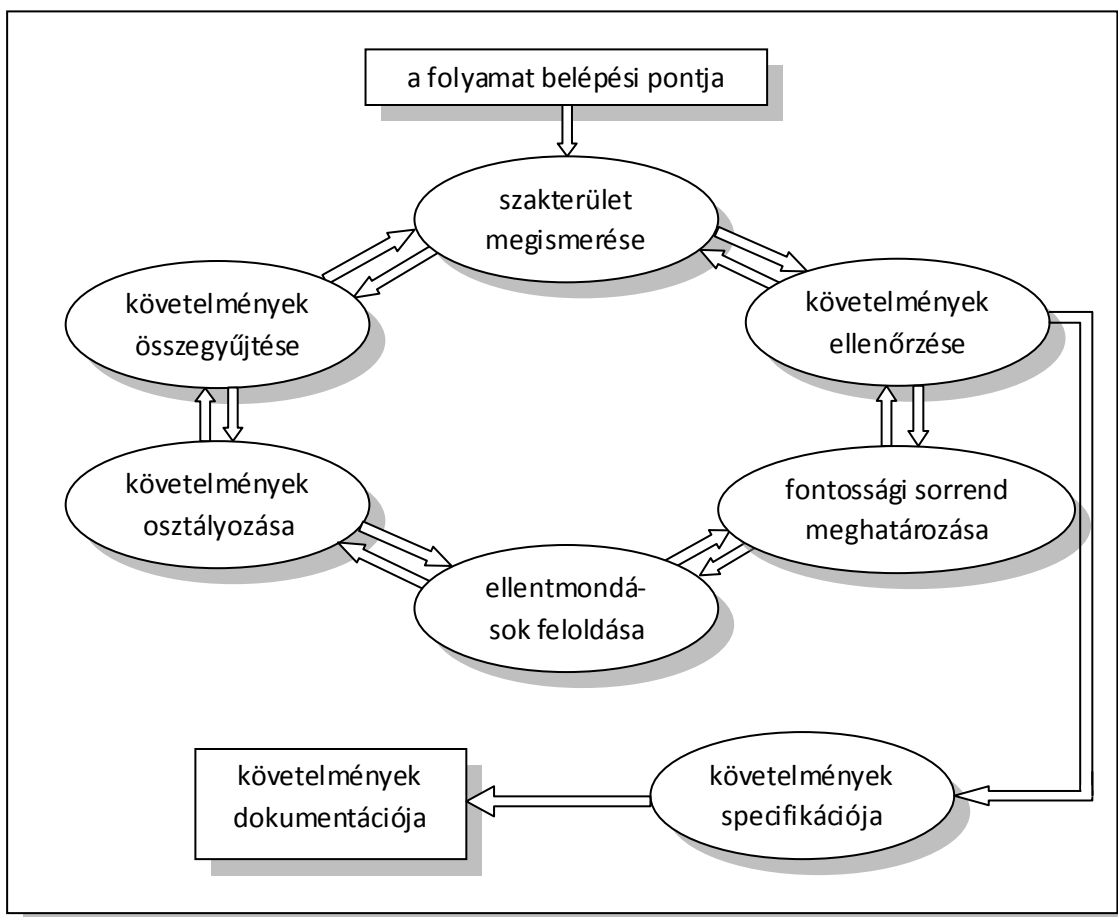 a folyamat belépési pontja
szakterület
megismerése
követelmények
összegyűjtése
követelmények
ellenőrzése
követelmények
osztályozása
fontossági sorrend
meghatározása
ellentmondá-
sok feloldása
követelmények
dokumentációja
követelmények
specifikációja